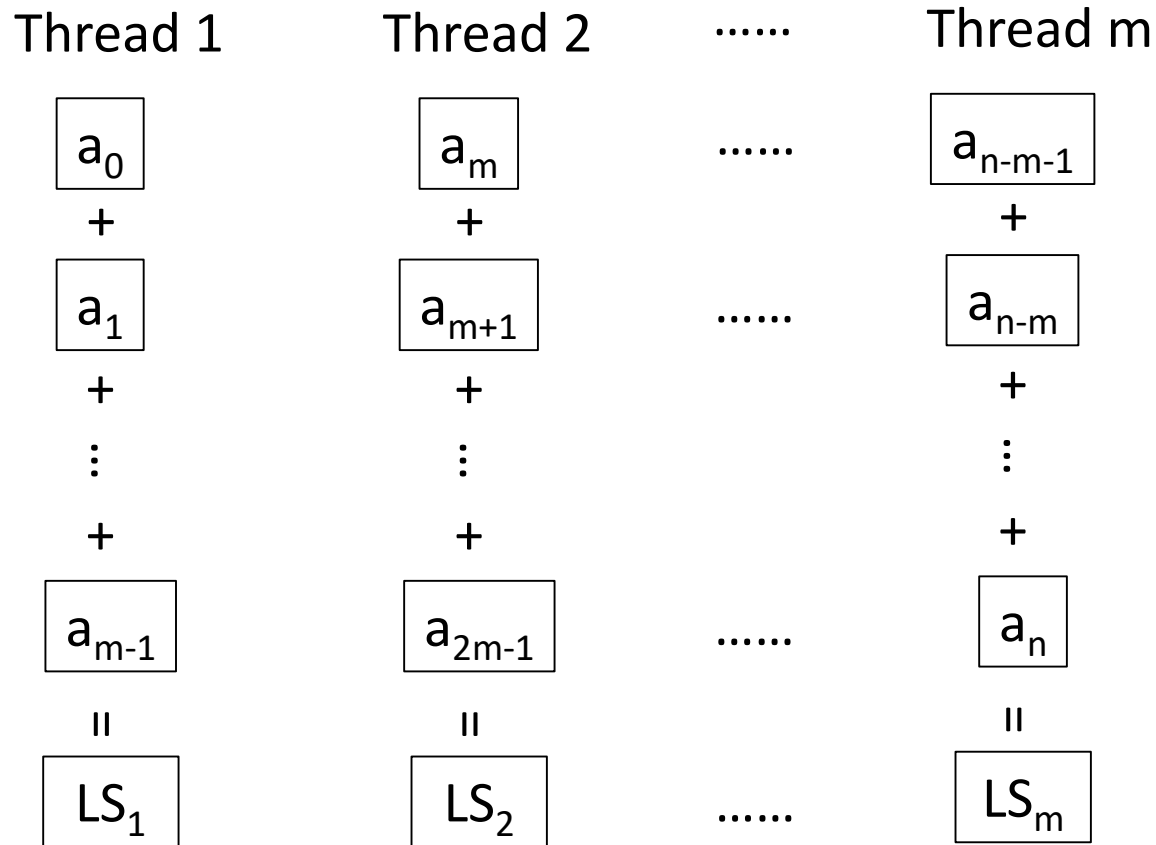 Thread 1 Thread 2 …… Thread m
a₀ aₘ …… aₙ₋ₘ₋₁
+ + +
a₁ aₘ₊₁ …… aₙ₋ₘ
+ + +
⋮ ⋮ ⋮
+ + +
aₘ₋₁ a₂ₘ₋₁ …… aₙ
= = =
LS₁ LS₂ …… LSₘ